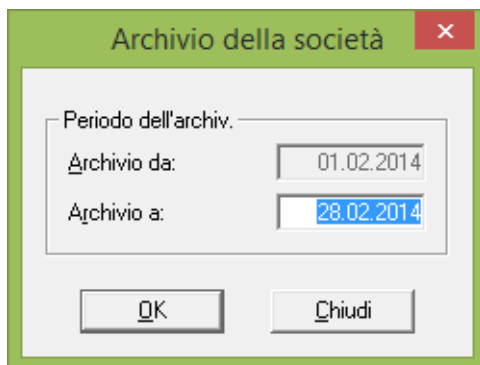 Archivio della società
Periodo dell'archiv.
Archivio da: 01.02.2014
Archivio a: 28.02.2014
OK Chiudi